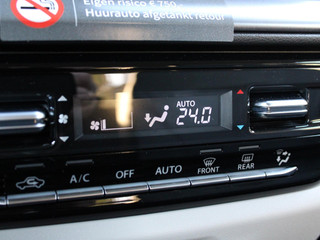 Eigen risico € 750,-
Huurauto afgetankt retour
AUTO
24.0
A/C
OFF
AUTO
FRONT
REAR